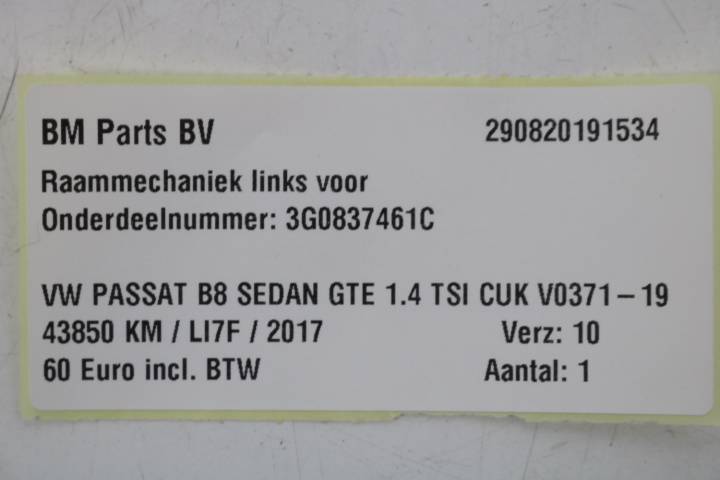 BM Parts BV 290820191534
Raammechaniek links voor
Onderdeelnummer: 3G0837461C
VW PASSAT B8 SEDAN GTE 1.4 TSI CUK V0371-19
43850 KM / LI7F / 2017 Verz: 10
60 Euro incl. BTW Aantal: 1